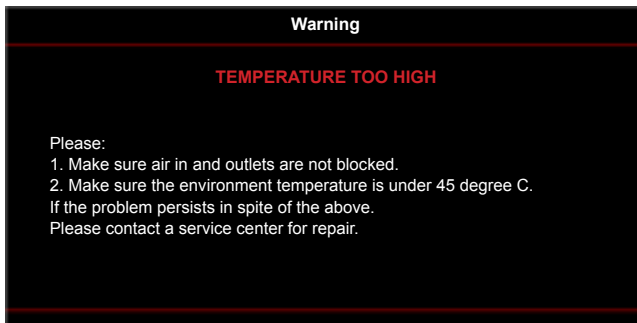 Warning
TEMPERATURE TOO HIGH
Please:
1. Make sure air in and outlets are not blocked.
2. Make sure the environment temperature is under 45 degree C.
If the problem persists in spite of the above.
Please contact a service center for repair.